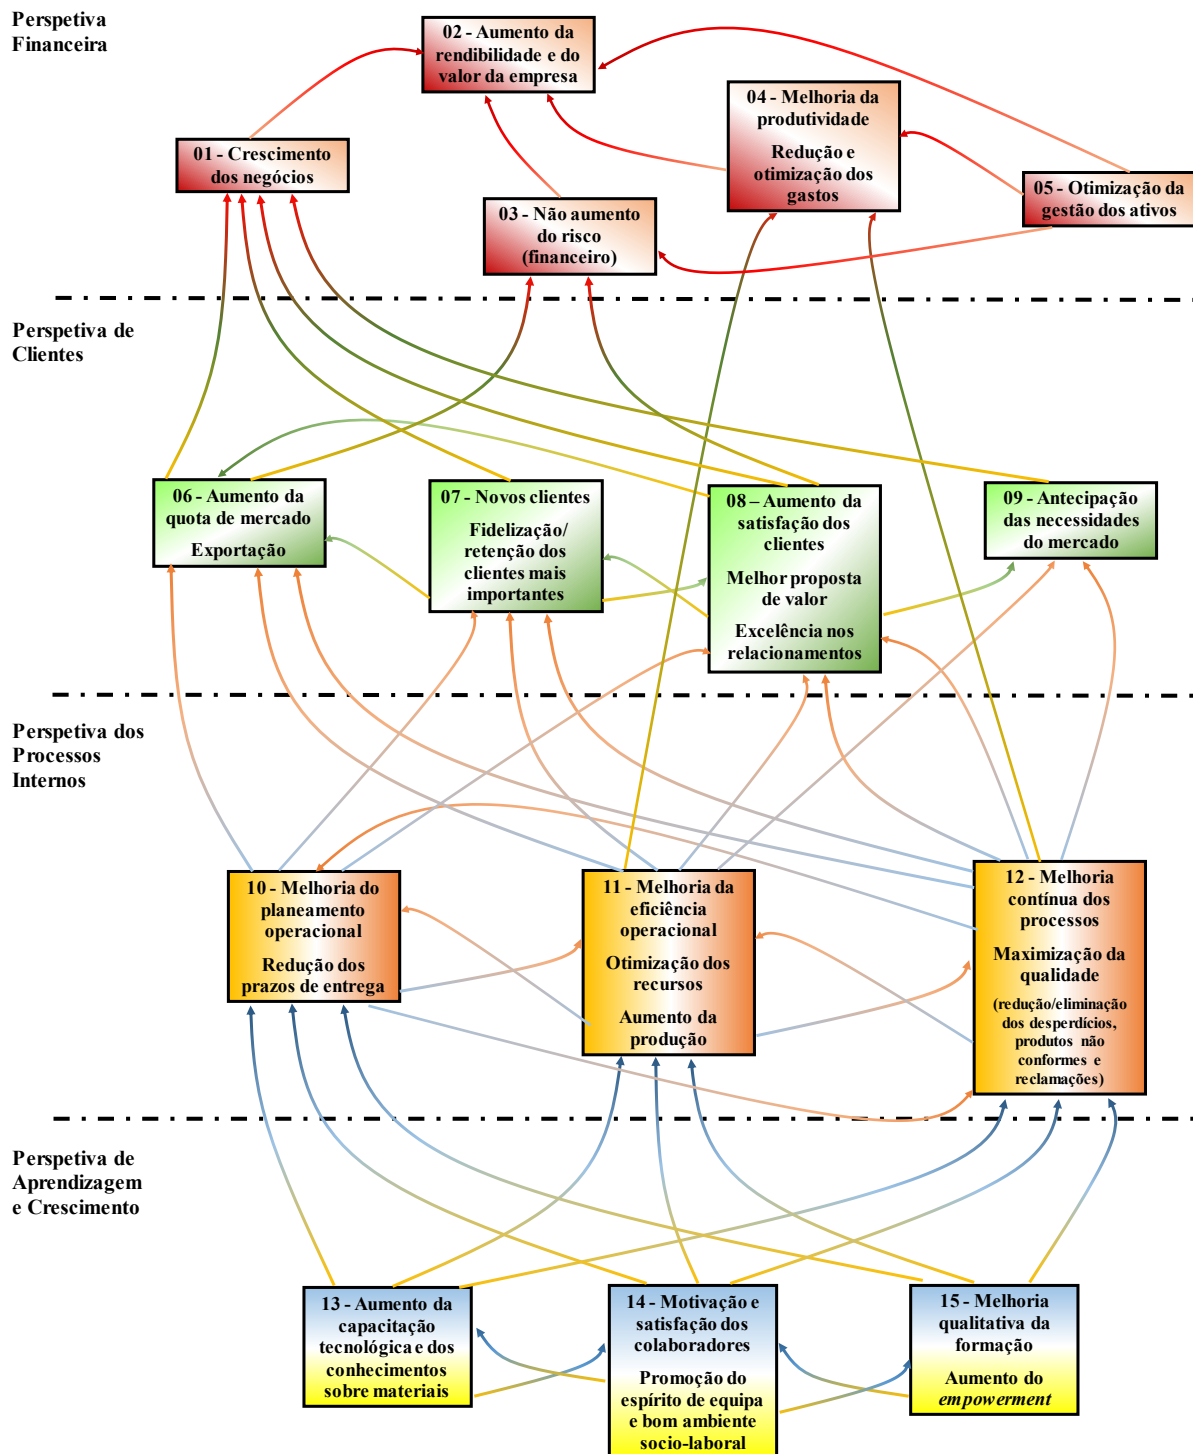 Perspetiva
Financeira
02 - Aumento da
rendibilidade e do
valor da empresa
04 - Melhoria da
produtividade
Redução e
otimização dos
gastos
01 - Crescimento
dos negócios
05 - Otimização da
gestão dos ativos
03 - Não aumento
do risco
(financeiro)
Perspetiva de
Clientes
06 - Aumento da
quota de mercado
Exportação
07 - Novos clientes
Fidelização/
retenção dos
clientes mais
importantes
08 – Aumento da
satisfação dos
clientes
Melhor proposta
de valor
Excelência nos
relacionamentos
09 - Antecipação
das necessidades
do mercado
Perspetiva dos
Processos
Internos
10 - Melhoria do
planeamento
operacional
Redução dos
prazos de entrega
11 - Melhoria da
eficiência
operacional
Otimização dos
recursos
Aumento da
produção
12 - Melhoria
contínua dos
processos
Maximização da
qualidade
(redução/eliminação
dos desperdícios,
produtos não
conformes e
reclamações)
Perspetiva de
Aprendizagem
e Crescimento
13 - Aumento da
capacitação
tecnológica e dos
conhecimentos
sobre materiais
14 - Motivação e
satisfação dos
colaboradores
Promoção do
espírito de equipa
e bom ambiente
socio-laboral
15 - Melhoria
qualitativa da
formação
Aumento do
empowerment